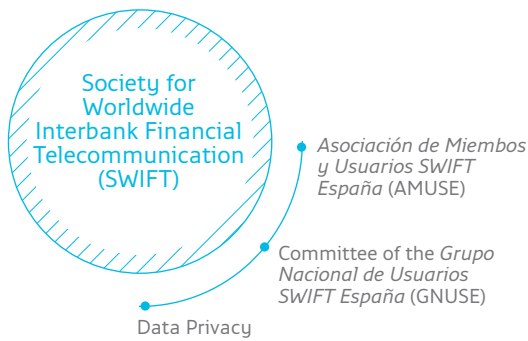 Society for
Worldwide
Interbank Financial
Telecommunication
(SWIFT)
Asociación de Miembos
y Usuarios SWIFT
España (AMUSE)
Committee of the Grupo
Nacional de Usuarios
SWIFT España (GNUSE)
Data Privacy